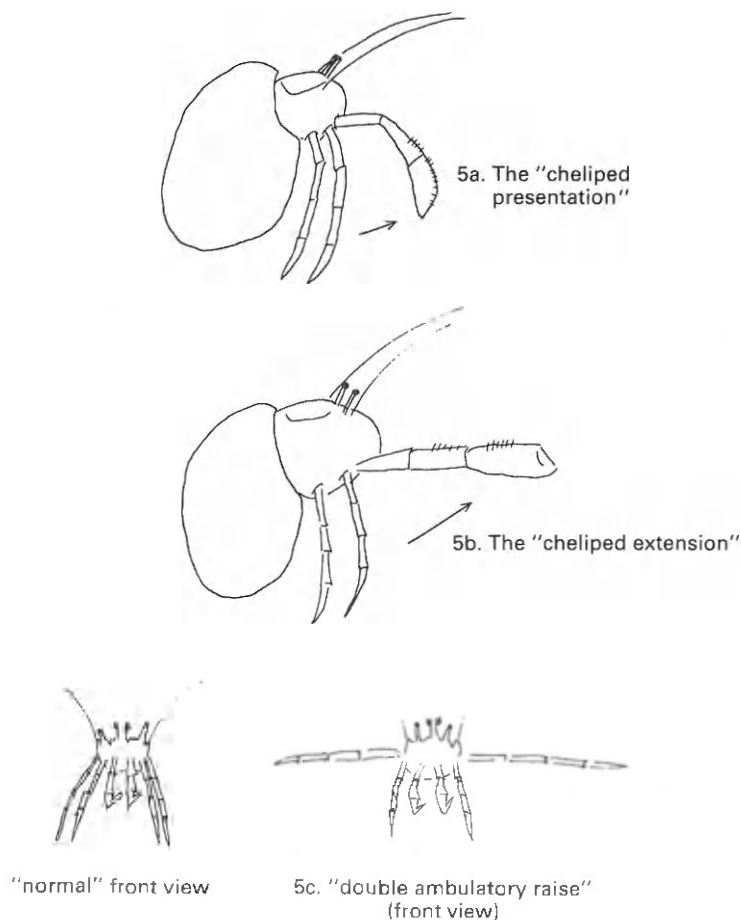 5a. The "cheliped
presentation"
5b. The "cheliped extension"
"normal" front view
5c. "double ambulatory raise"
(front view)